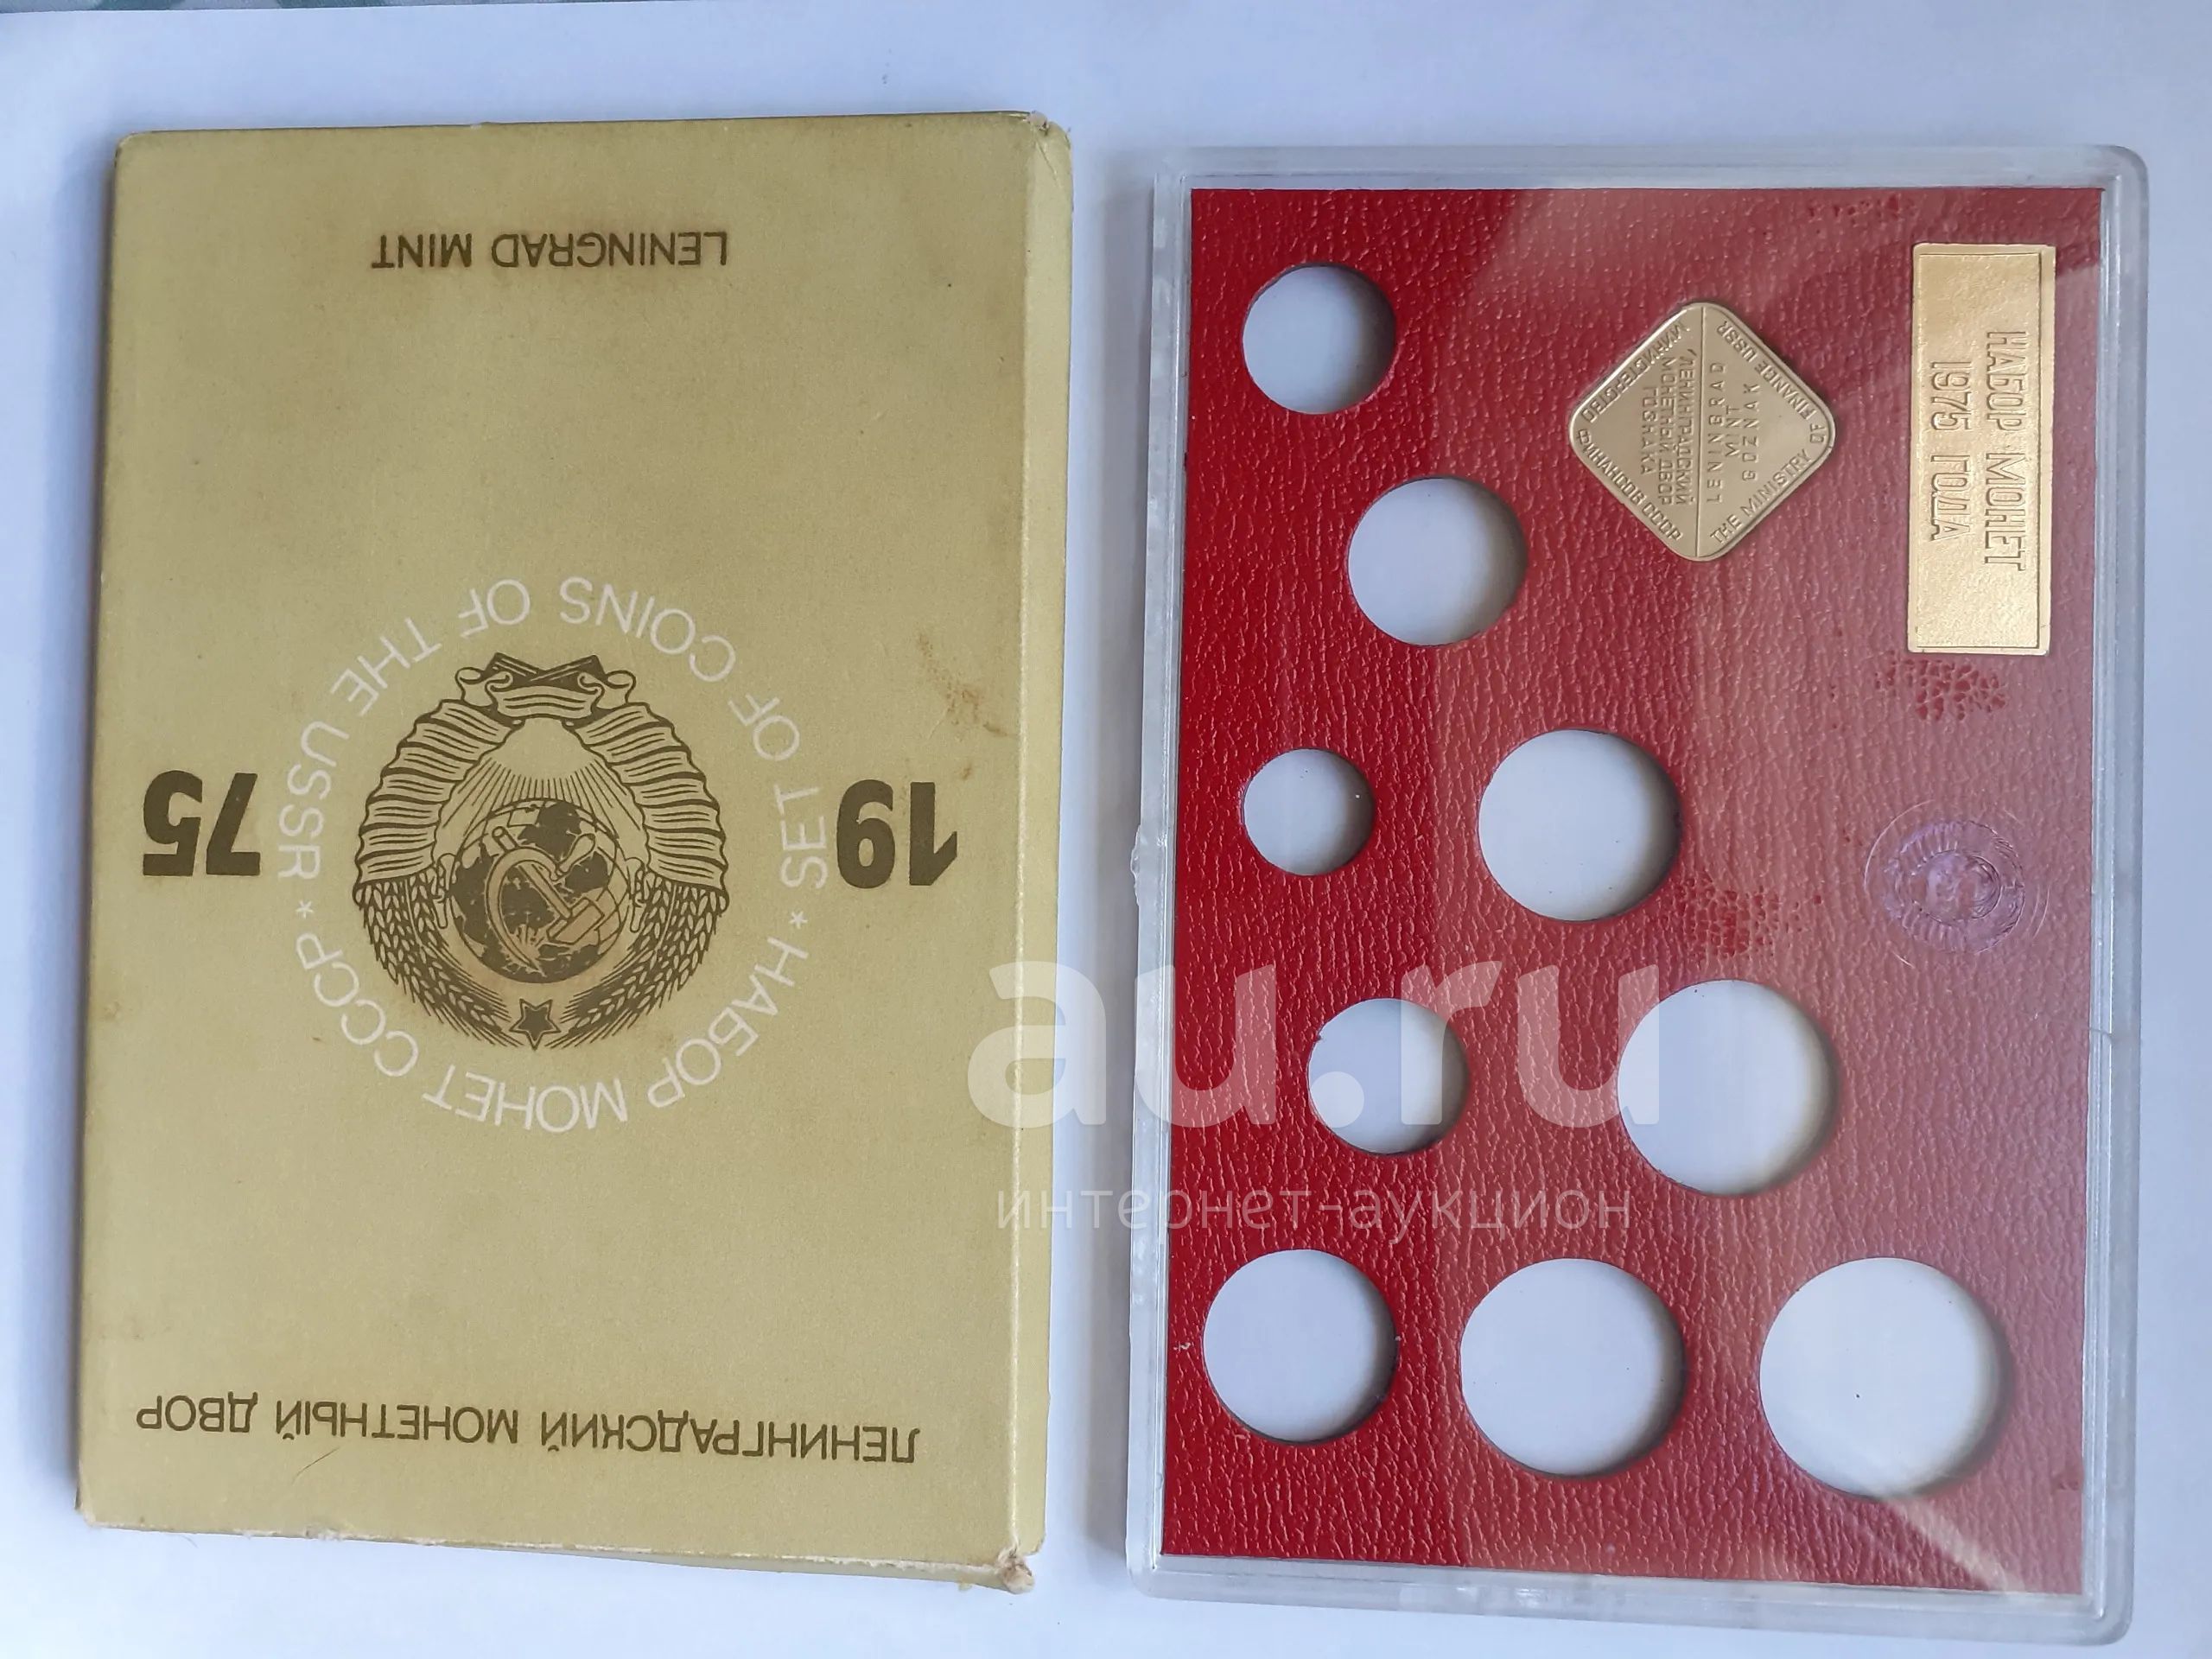 ЛЕНИНГРАДСКИЙ МОНЕТНЫЙ ДВОР
19 75
НАБОР МОНЕТ СССР * SET OF COINS OF THE USSR *
LENINGRAD MINT
НАБОР МОНЕТ
1975 ГОДА
МИНИСТЕРСТВО ФИНАНСОВ СССР
ЛЕНИНГРАДСКИЙ
МОНЕТНЫЙ ДВОР
ГОЗНАКА
LENINGRAD
MINT
GOZNAK
THE MINISTRY OF FINANCE USSR
au.ru
интернет-аукцион